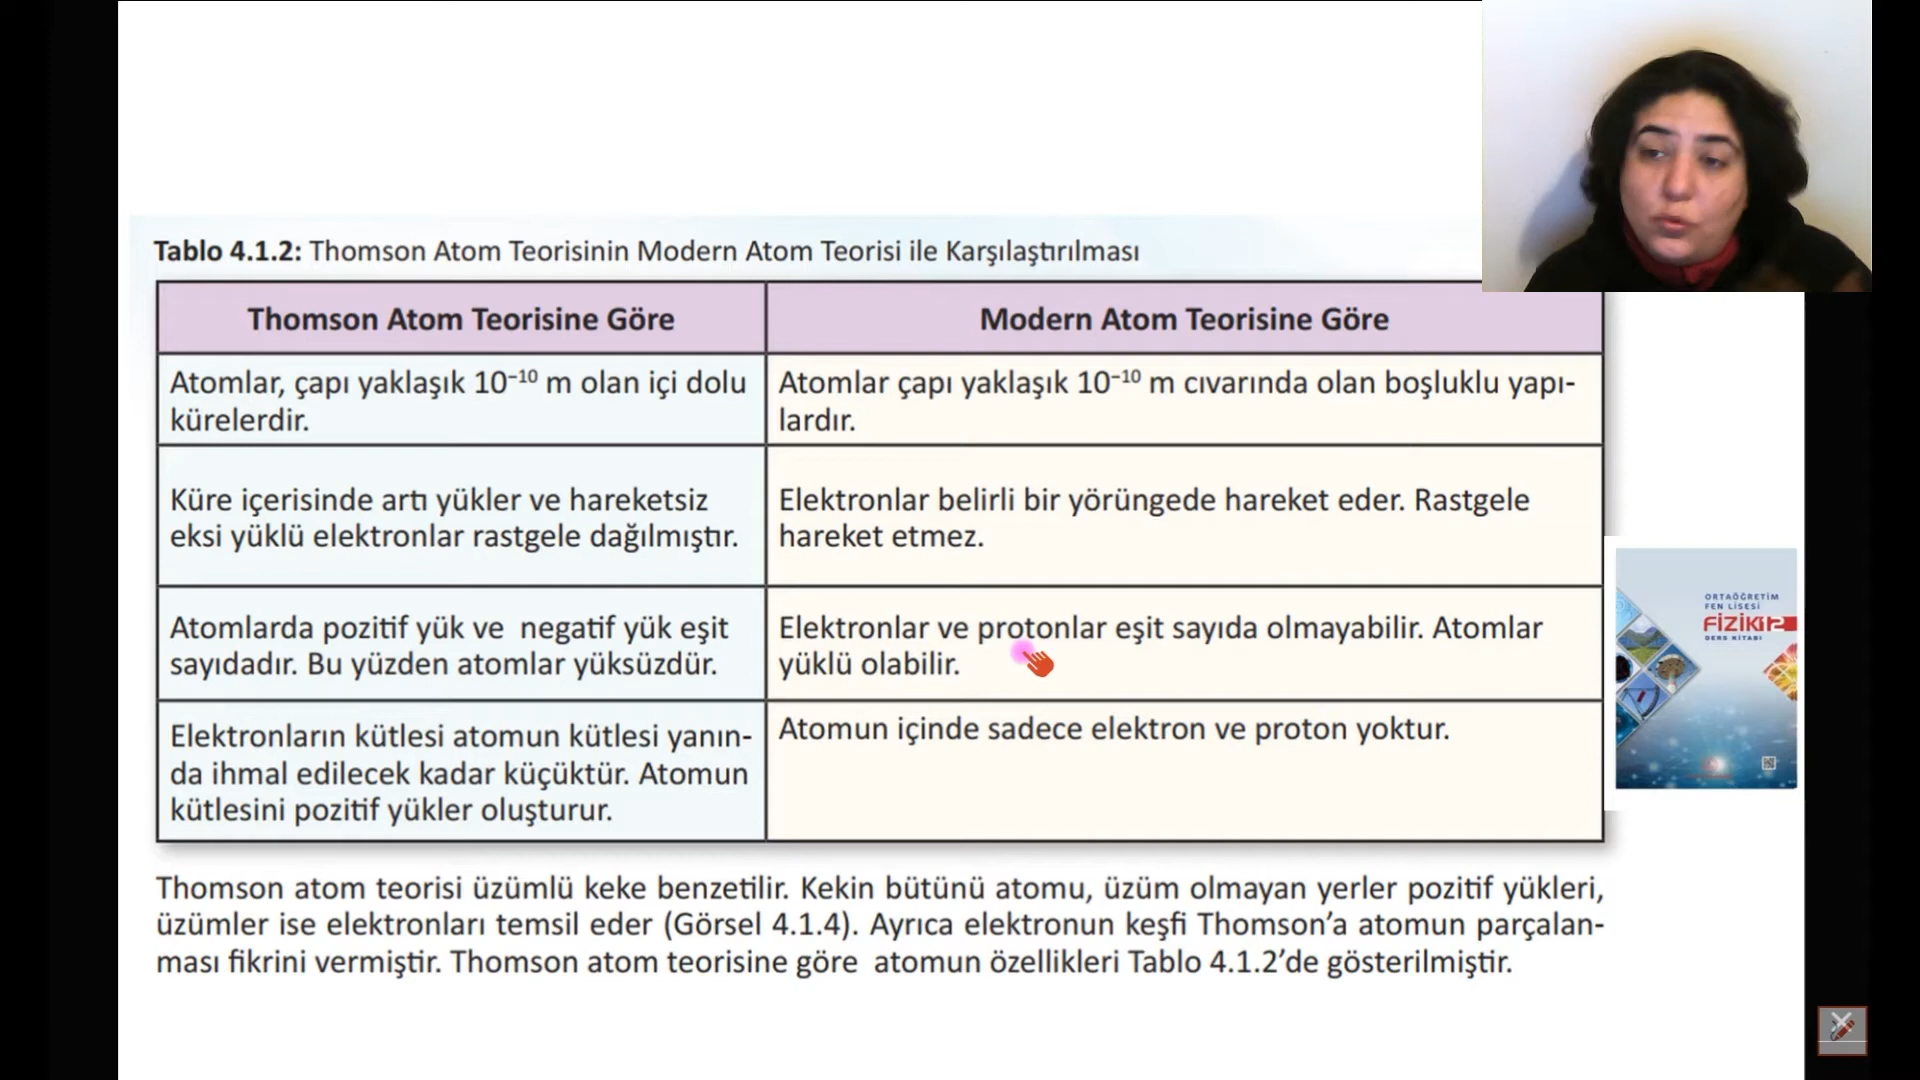 Tablo 4.1.2: Thomson Atom Teorisinin Modern Atom Teorisi ile Karşılaştırılması
Thomson Atom Teorisine Göre
Modern Atom Teorisine Göre
Atomlar, çapı yaklaşık 10⁻¹⁰ m olan içi dolu
kürelerdir.
Atomlar çapı yaklaşık 10⁻¹⁰ m cıvarında olan boşluklu yapı-
lardır.
Küre içerisinde artı yükler ve hareketsiz
eksi yüklü elektronlar rastgele dağılmıştır.
Elektronlar belirli bir yörüngede hareket eder. Rastgele
hareket etmez.
Atomlarda pozitif yük ve negatif yük eşit
sayıdadır. Bu yüzden atomlar yüksüzdür.
Elektronlar ve protonlar eşit sayıda olmayabilir. Atomlar
yüklü olabilir.
Elektronların kütlesi atomun kütlesi yanın-
da ihmal edilecek kadar küçüktür. Atomun
kütlesini pozitif yükler oluşturur.
Atomun içinde sadece elektron ve proton yoktur.
Thomson atom teorisi üzümlü keke benzetilir. Kekin bütünü atomu, üzüm olmayan yerler pozitif yükleri,
üzümler ise elektronları temsil eder (Görsel 4.1.4). Ayrıca elektronun keşfi Thomson’a atomun parçalan-
ması fikrini vermiştir. Thomson atom teorisine göre atomun özellikleri Tablo 4.1.2’de gösterilmiştir.
ORTAÖĞRETİM
FEN LİSESİ
FİZİK12
DERS KİTABI